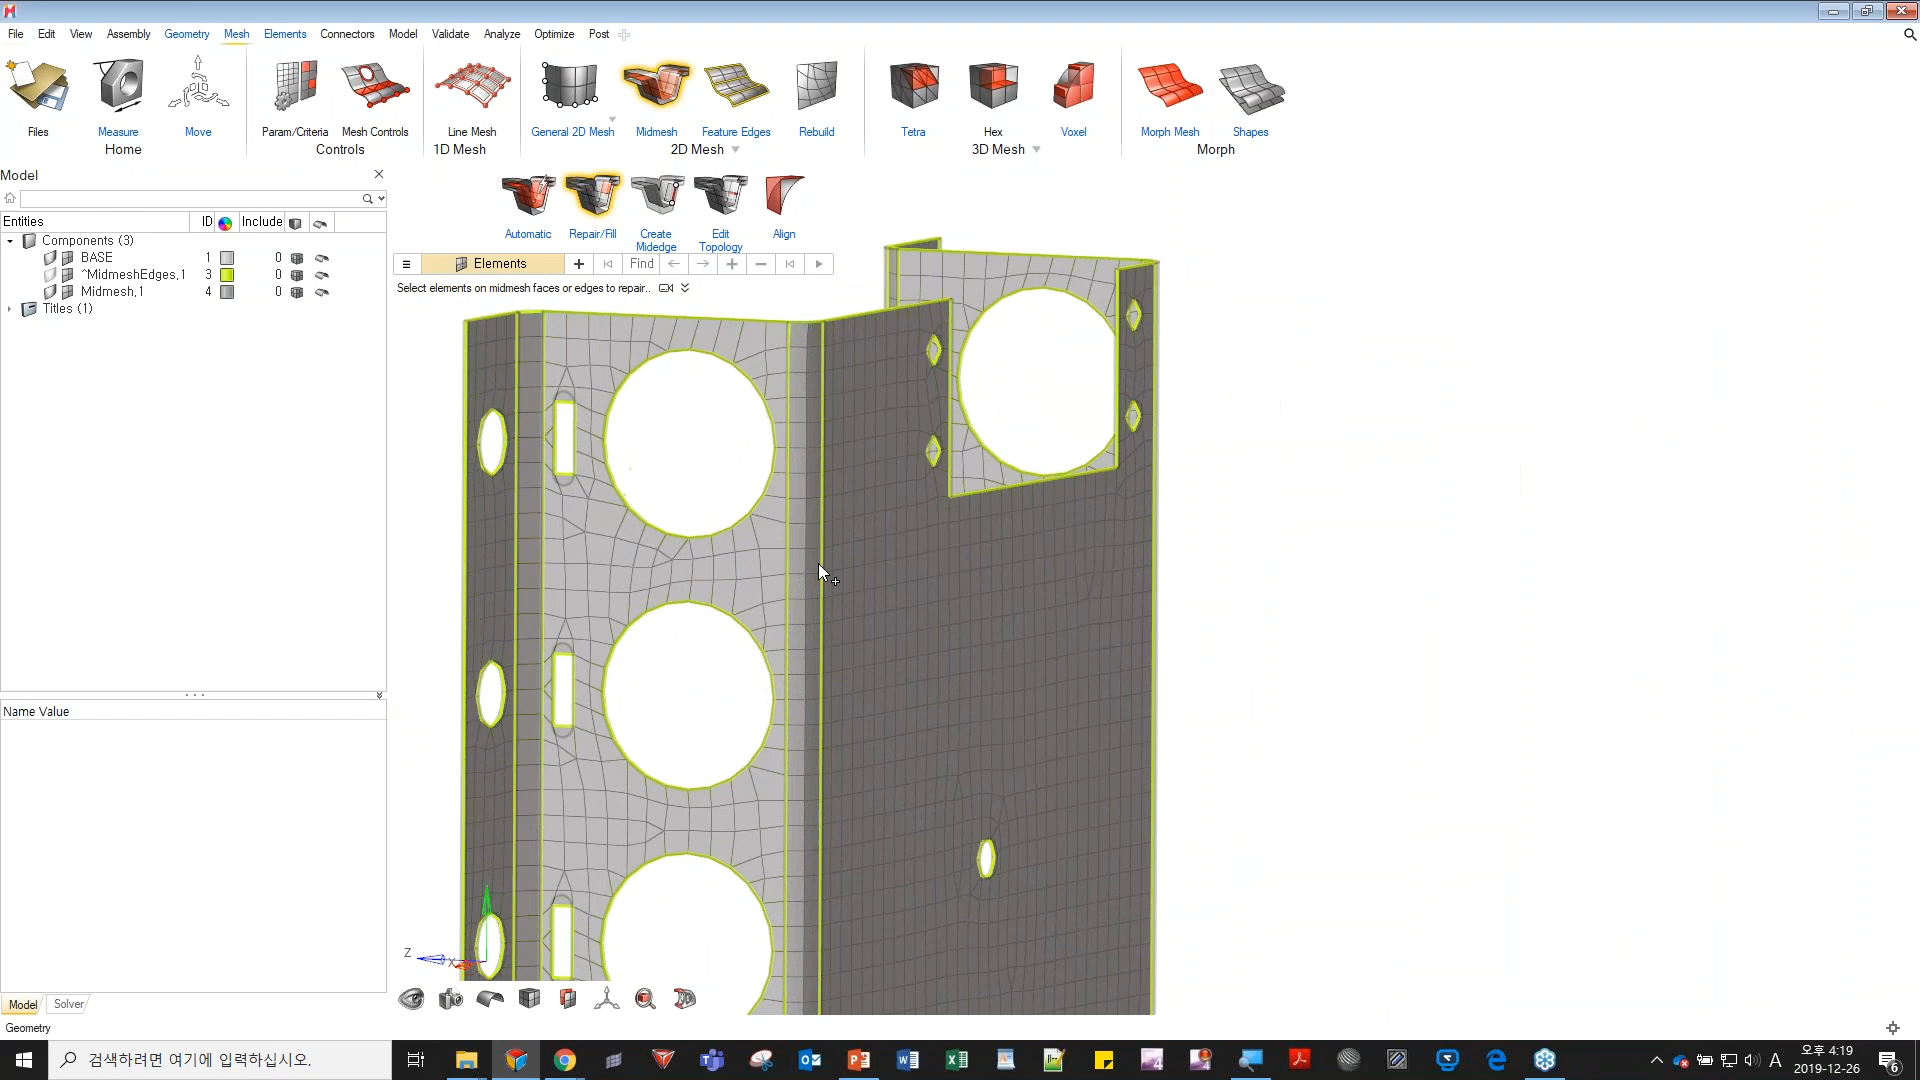 File Edit View Assembly Geometry Mesh Elements Connectors Model Validate Analyze Optimize Post
Files Measure Move Param/Criteria Mesh Controls Line Mesh General 2D Mesh Midmesh Feature Edges Rebuild Tetra Hex Voxel Morph Mesh Shapes
Home Controls 1D Mesh 2D Mesh 3D Mesh Morph
Model
Automatic Repair/Fill Create Midedge Edit Topology Align
Entities ID Include
Components (3)
BASE 1 0
^MidmeshEdges,1 3 0
Midmesh,1 4 0
Titles (1)
Elements Find
Select elements on midmesh faces or edges to repair..
Name Value
Z
X
Model Solver
Geometry
검색하려면 여기에 입력하십시오.
A
오후 4:19
2019-12-26
6